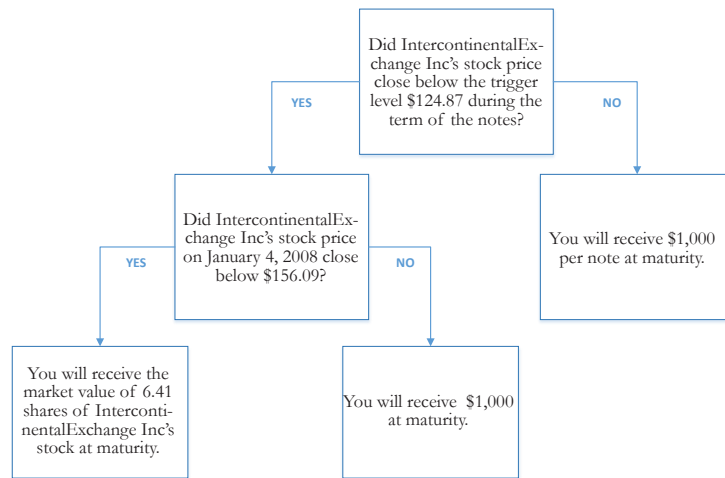 Did IntercontinentalEx-
change Inc's stock price
close below the trigger
level $124.87 during the
term of the notes?
YES
NO
Did IntercontinentalEx-
change Inc's stock price
on January 4, 2008 close
below $156.09?
You will receive $1,000
per note at maturity.
YES
NO
You will receive the
market value of 6.41
shares of Intercontin-
nentalExchange Inc's
stock at maturity.
You will receive $1,000
at maturity.